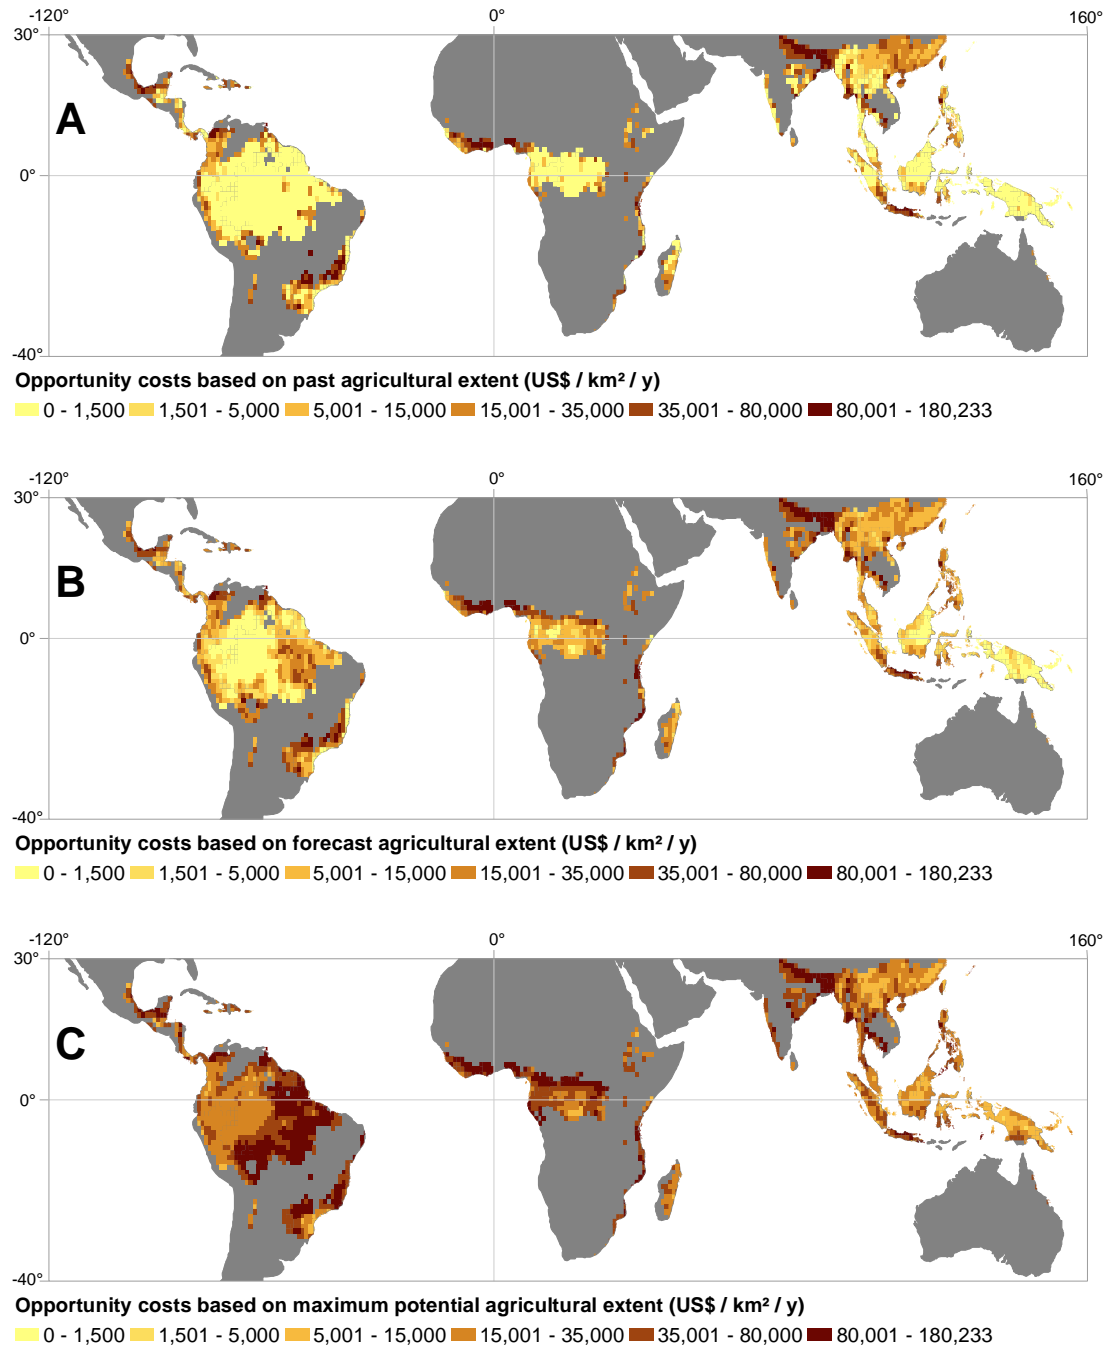 -120° 0° 160°
30°
A
0°
-40°
Opportunity costs based on past agricultural extent (US$ / km² / y)
0 - 1,500 1,501 - 5,000 5,001 - 15,000 15,001 - 35,000 35,001 - 80,000 80,001 - 180,233
-120° 0° 160°
30°
B
0°
-40°
Opportunity costs based on forecast agricultural extent (US$ / km² / y)
0 - 1,500 1,501 - 5,000 5,001 - 15,000 15,001 - 35,000 35,001 - 80,000 80,001 - 180,233
-120° 0° 160°
30°
C
0°
-40°
Opportunity costs based on maximum potential agricultural extent (US$ / km² / y)
0 - 1,500 1,501 - 5,000 5,001 - 15,000 15,001 - 35,000 35,001 - 80,000 80,001 - 180,233